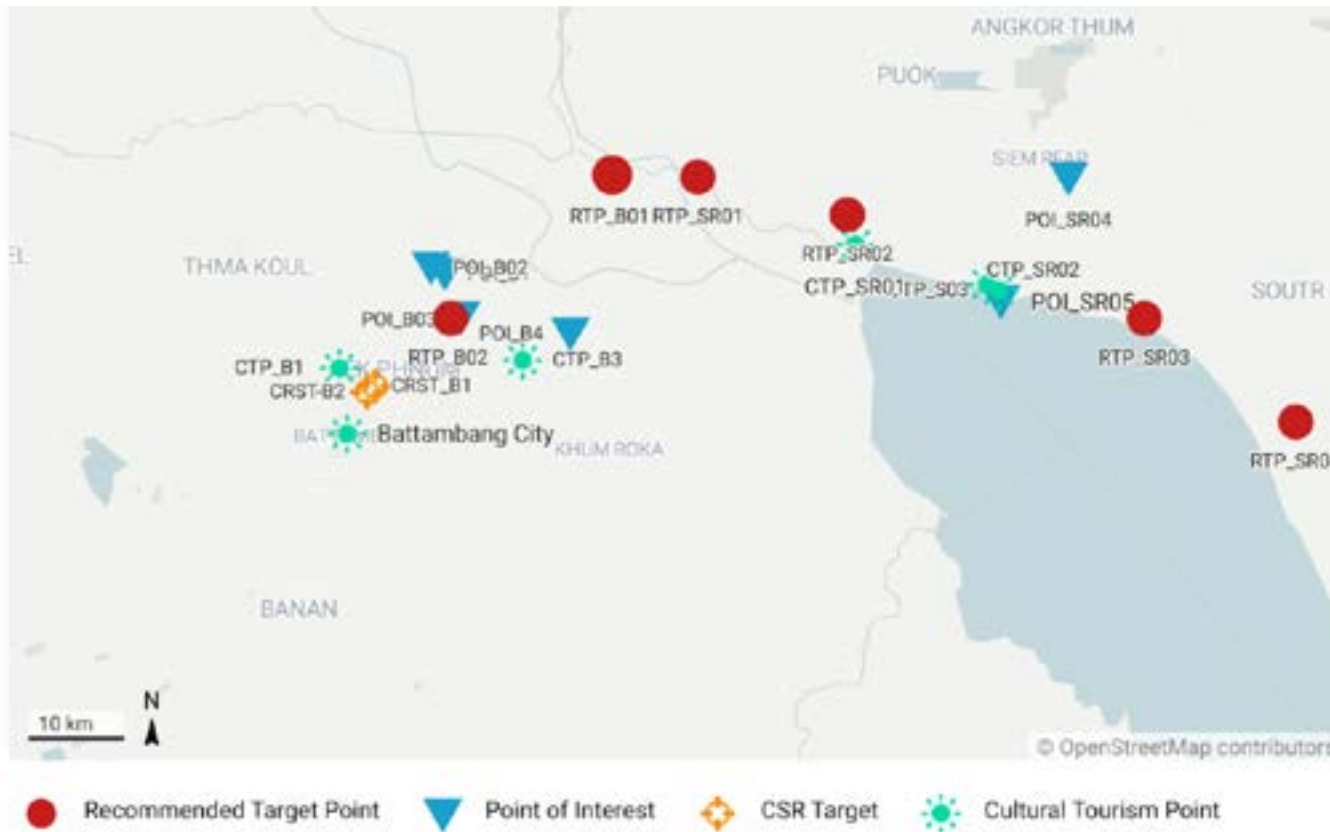 ANGKOR THUM
PUOK
SIEM REAP
POI_SR04
RTP_B01
RTP_SR01
RTP_SR02
CTP_SR02
CTP_SR01
POI_SR05
SOUTR
RTP_SR03
RTP_SR0
THMA KOUL
POI_B02
POI_B03
POI_B4
RTP_B02
CTP_B3
CTP_B1
CRST-B2
CRST_B1
Battambang City
KHUM ROKA
BANAN
10 km
N
© OpenStreetMap contributors
Recommended Target Point
Point of Interest
CSR Target
Cultural Tourism Point